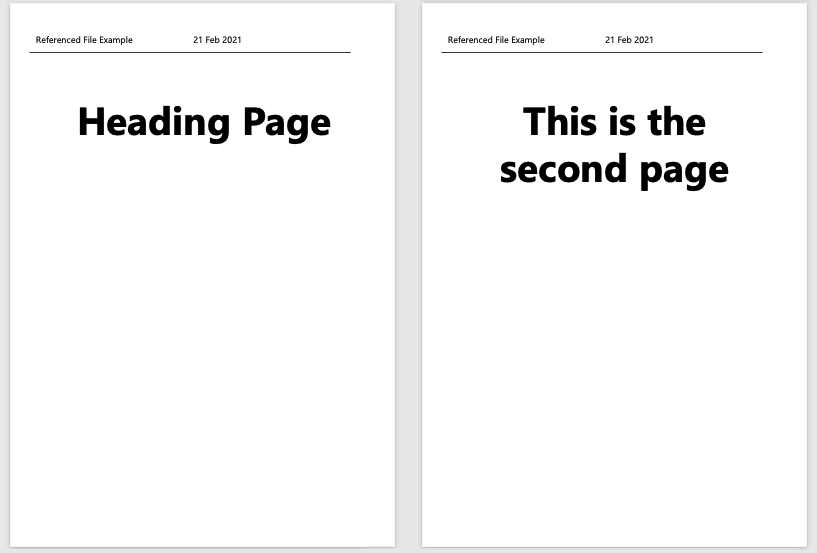 Referenced File Example 21 Feb 2021
Heading Page
Referenced File Example 21 Feb 2021
This is the
second page